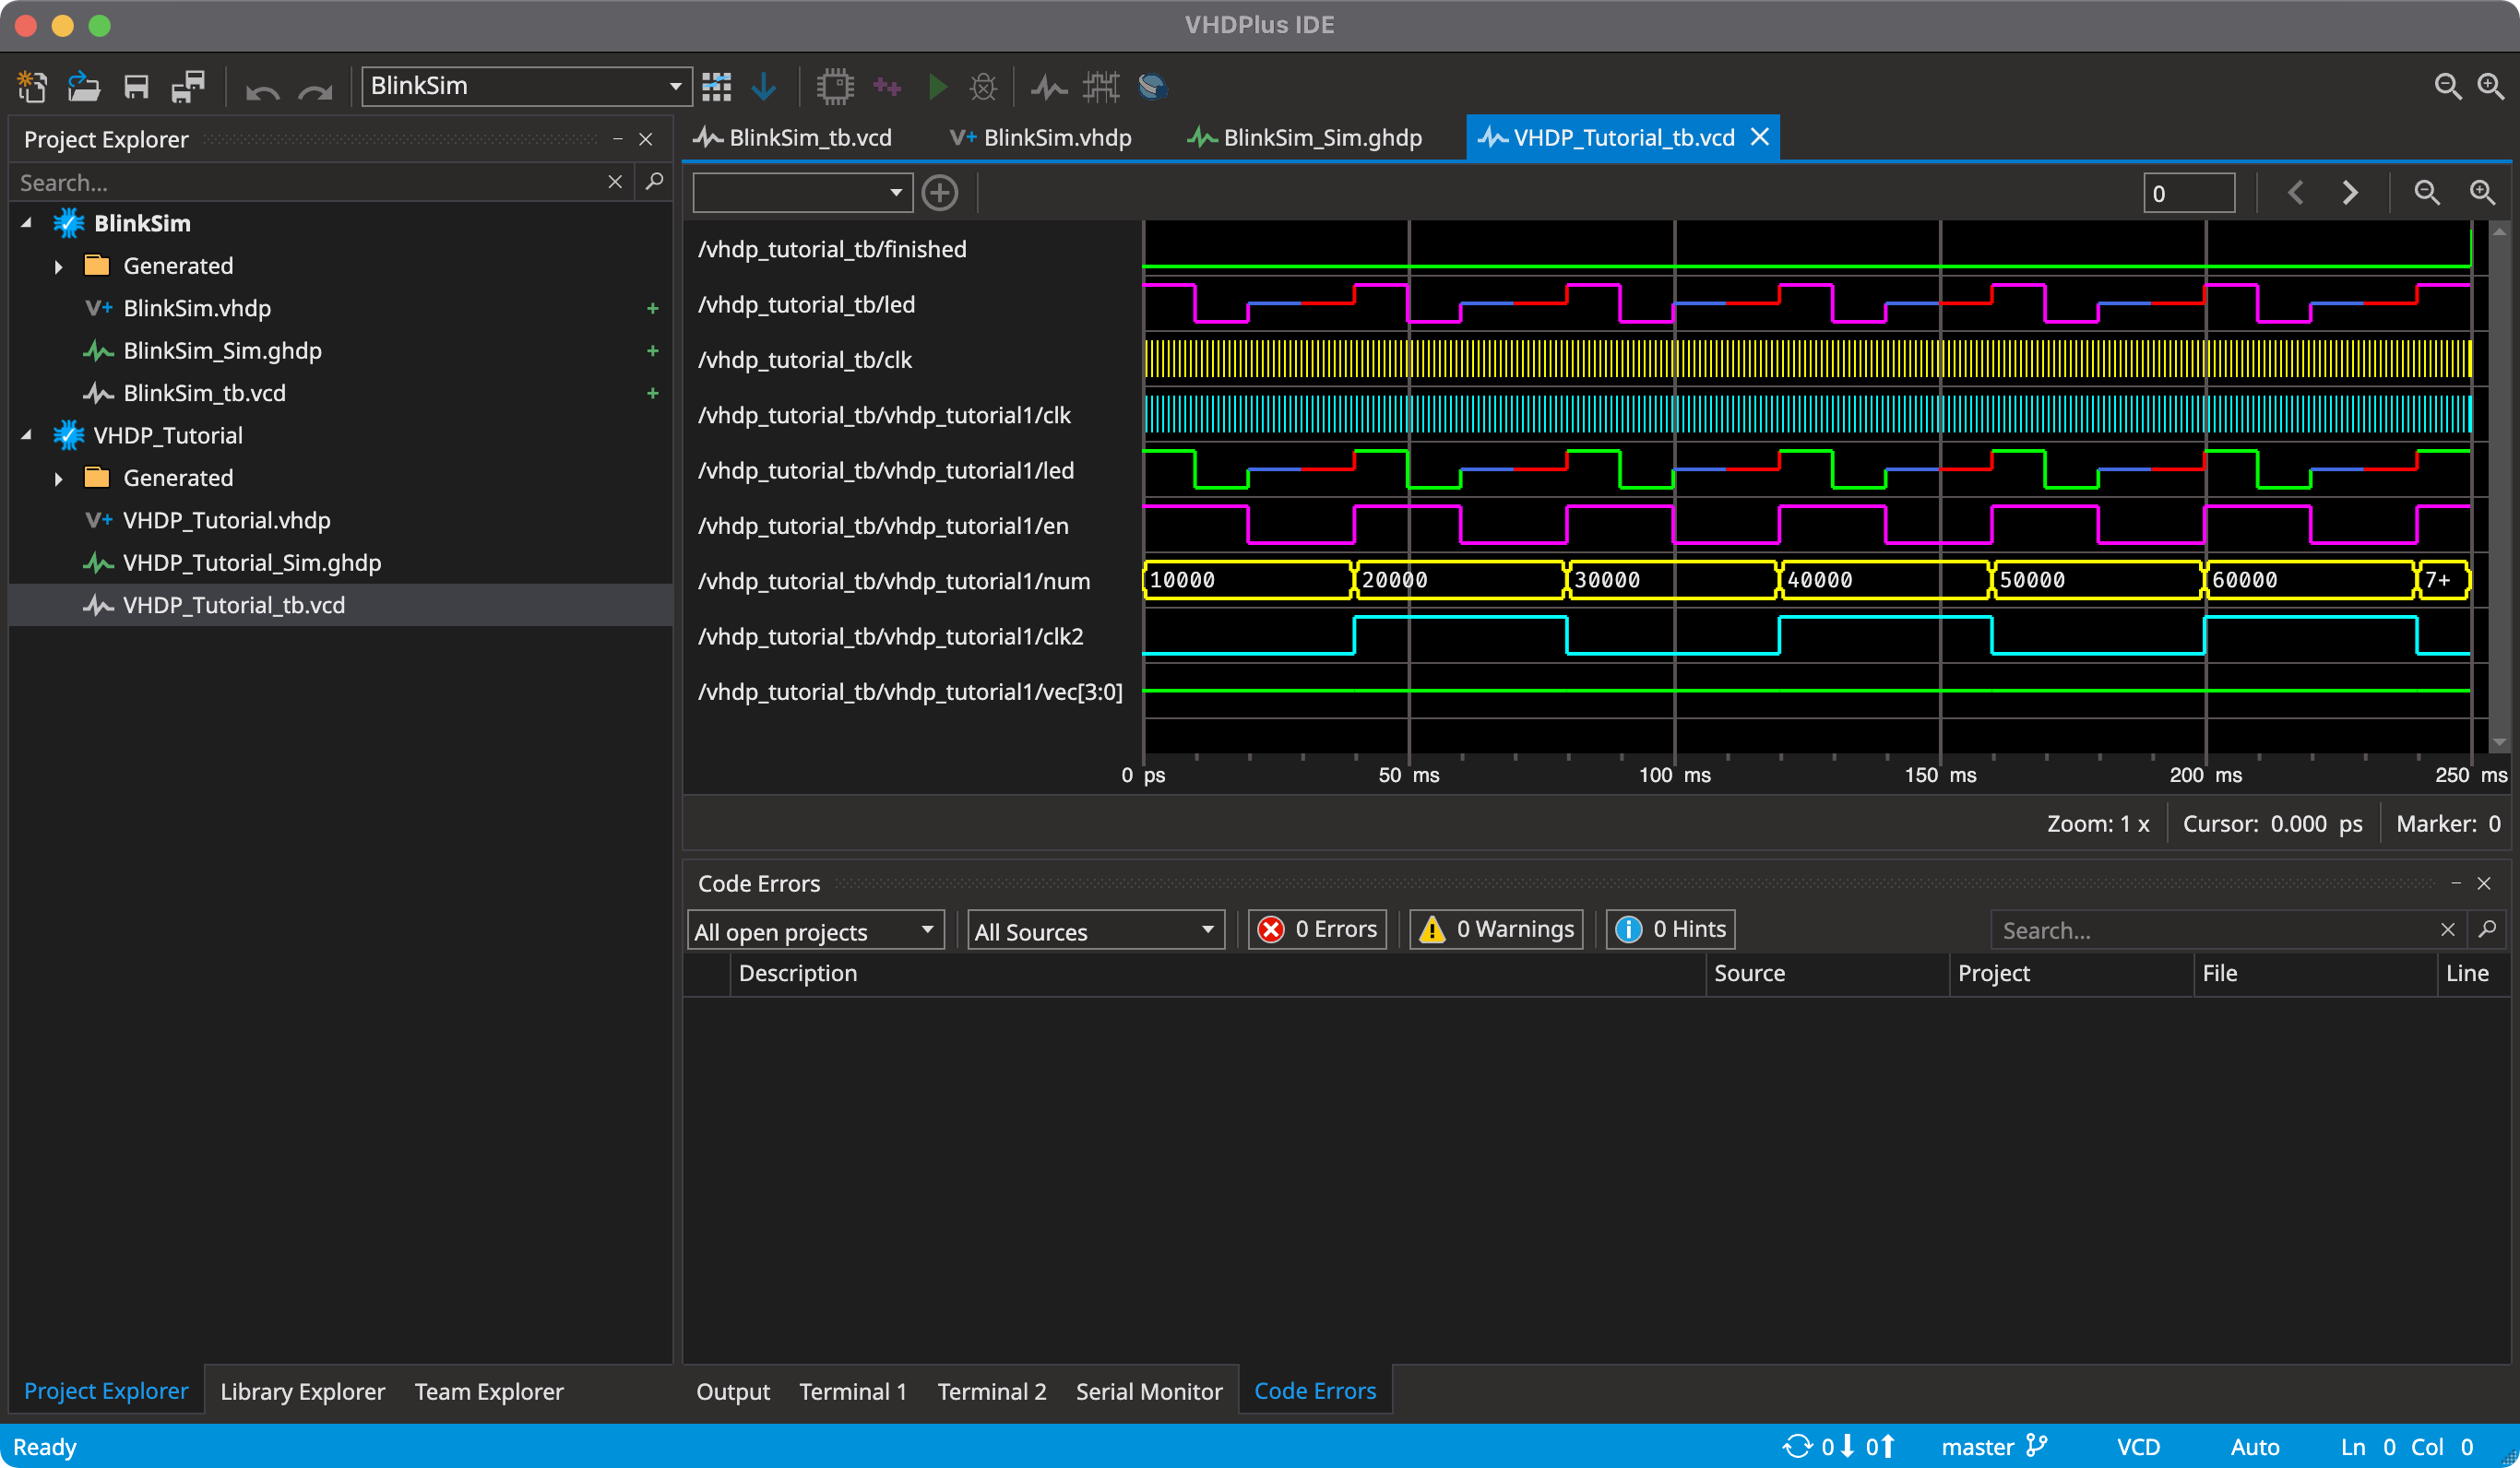 VHDPlus IDE
BlinkSim
Project Explorer
Search...
BlinkSim
Generated
BlinkSim.vhdp +
BlinkSim_Sim.ghdp +
BlinkSim_tb.vcd +
VHDP_Tutorial
Generated
VHDP_Tutorial.vhdp
VHDP_Tutorial_Sim.ghdp
VHDP_Tutorial_tb.vcd
BlinkSim_tb.vcd V+ BlinkSim.vhdp BlinkSim_Sim.ghdp VHDP_Tutorial_tb.vcd
0
/vhdp_tutorial_tb/finished
/vhdp_tutorial_tb/led
/vhdp_tutorial_tb/clk
/vhdp_tutorial_tb/vhdp_tutorial1/clk
/vhdp_tutorial_tb/vhdp_tutorial1/led
/vhdp_tutorial_tb/vhdp_tutorial1/en
/vhdp_tutorial_tb/vhdp_tutorial1/num 10000 20000 30000 40000 50000 60000 7+
/vhdp_tutorial_tb/vhdp_tutorial1/clk2
/vhdp_tutorial_tb/vhdp_tutorial1/vec[3:0]
0 ps 50 ms 100 ms 150 ms 200 ms 250 ms
Zoom: 1 x Cursor: 0.000 ps Marker: 0
Code Errors
All open projects All Sources 0 Errors 0 Warnings 0 Hints Search...
Description Source Project File Line
Project Explorer Library Explorer Team Explorer
Output Terminal 1 Terminal 2 Serial Monitor Code Errors
Ready 0 0 master VCD Auto Ln 0 Col 0